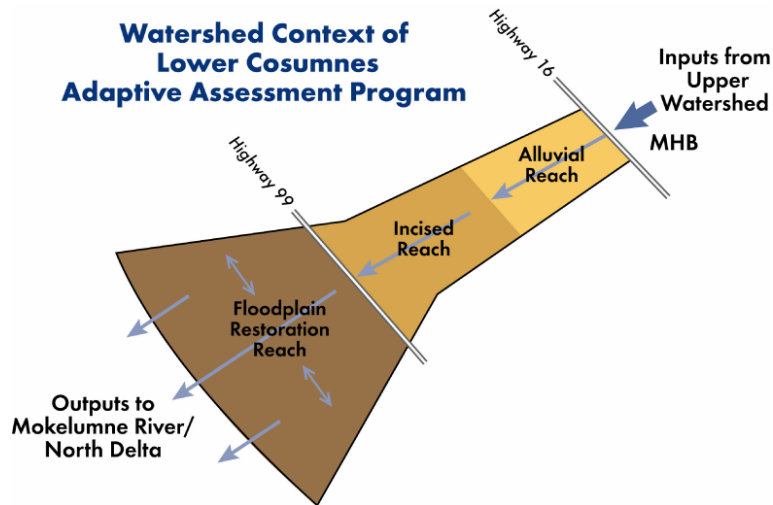 Watershed Context of
Lower Cosumnes
Adaptive Assessment Program
Highway 16
Inputs from
Upper
Watershed
MHB
Alluvial
Reach
Highway 99
Incised
Reach
Floodplain
Restoration
Reach
Outputs to
Mokelumne River/
North Delta